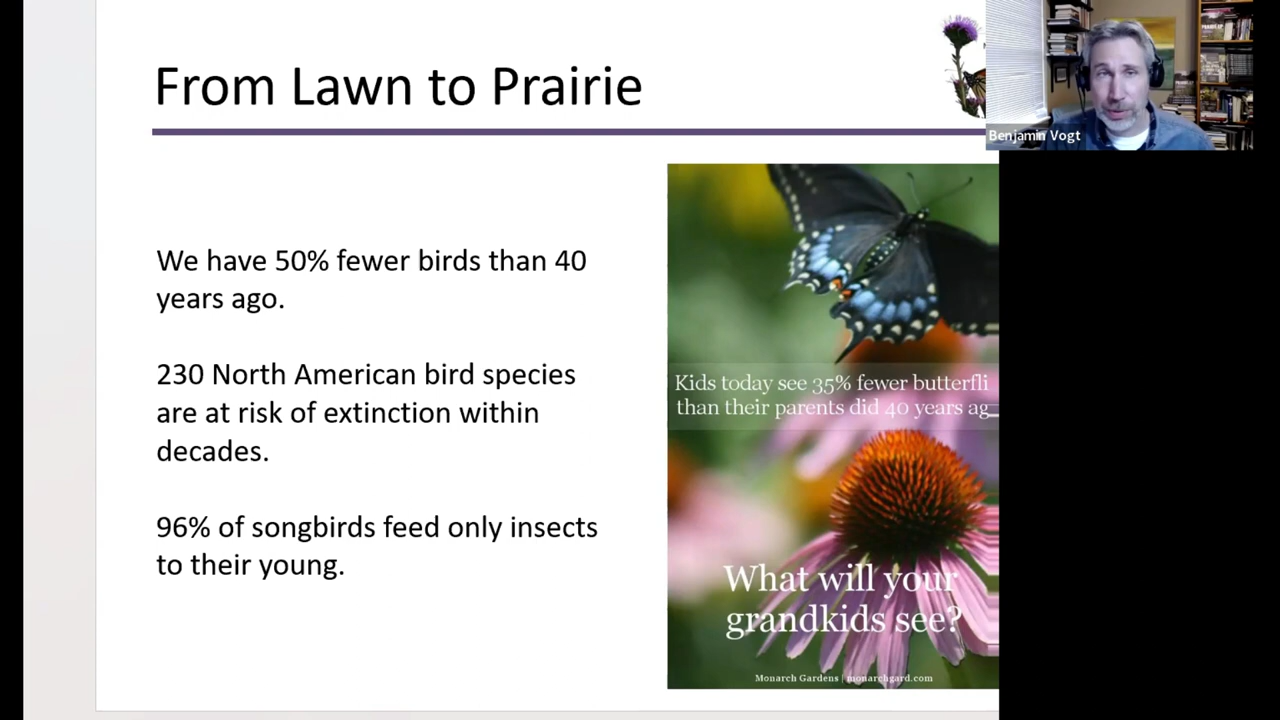 From Lawn to Prairie
Benjamin Vogt
We have 50% fewer birds than 40
years ago.
230 North American bird species
are at risk of extinction within
decades.
96% of songbirds feed only insects
to their young.
Kids today see 35% fewer butterfli
than their parents did 40 years ag
What will your
grandkids see?
Monarch Gardens | monarchgard.com